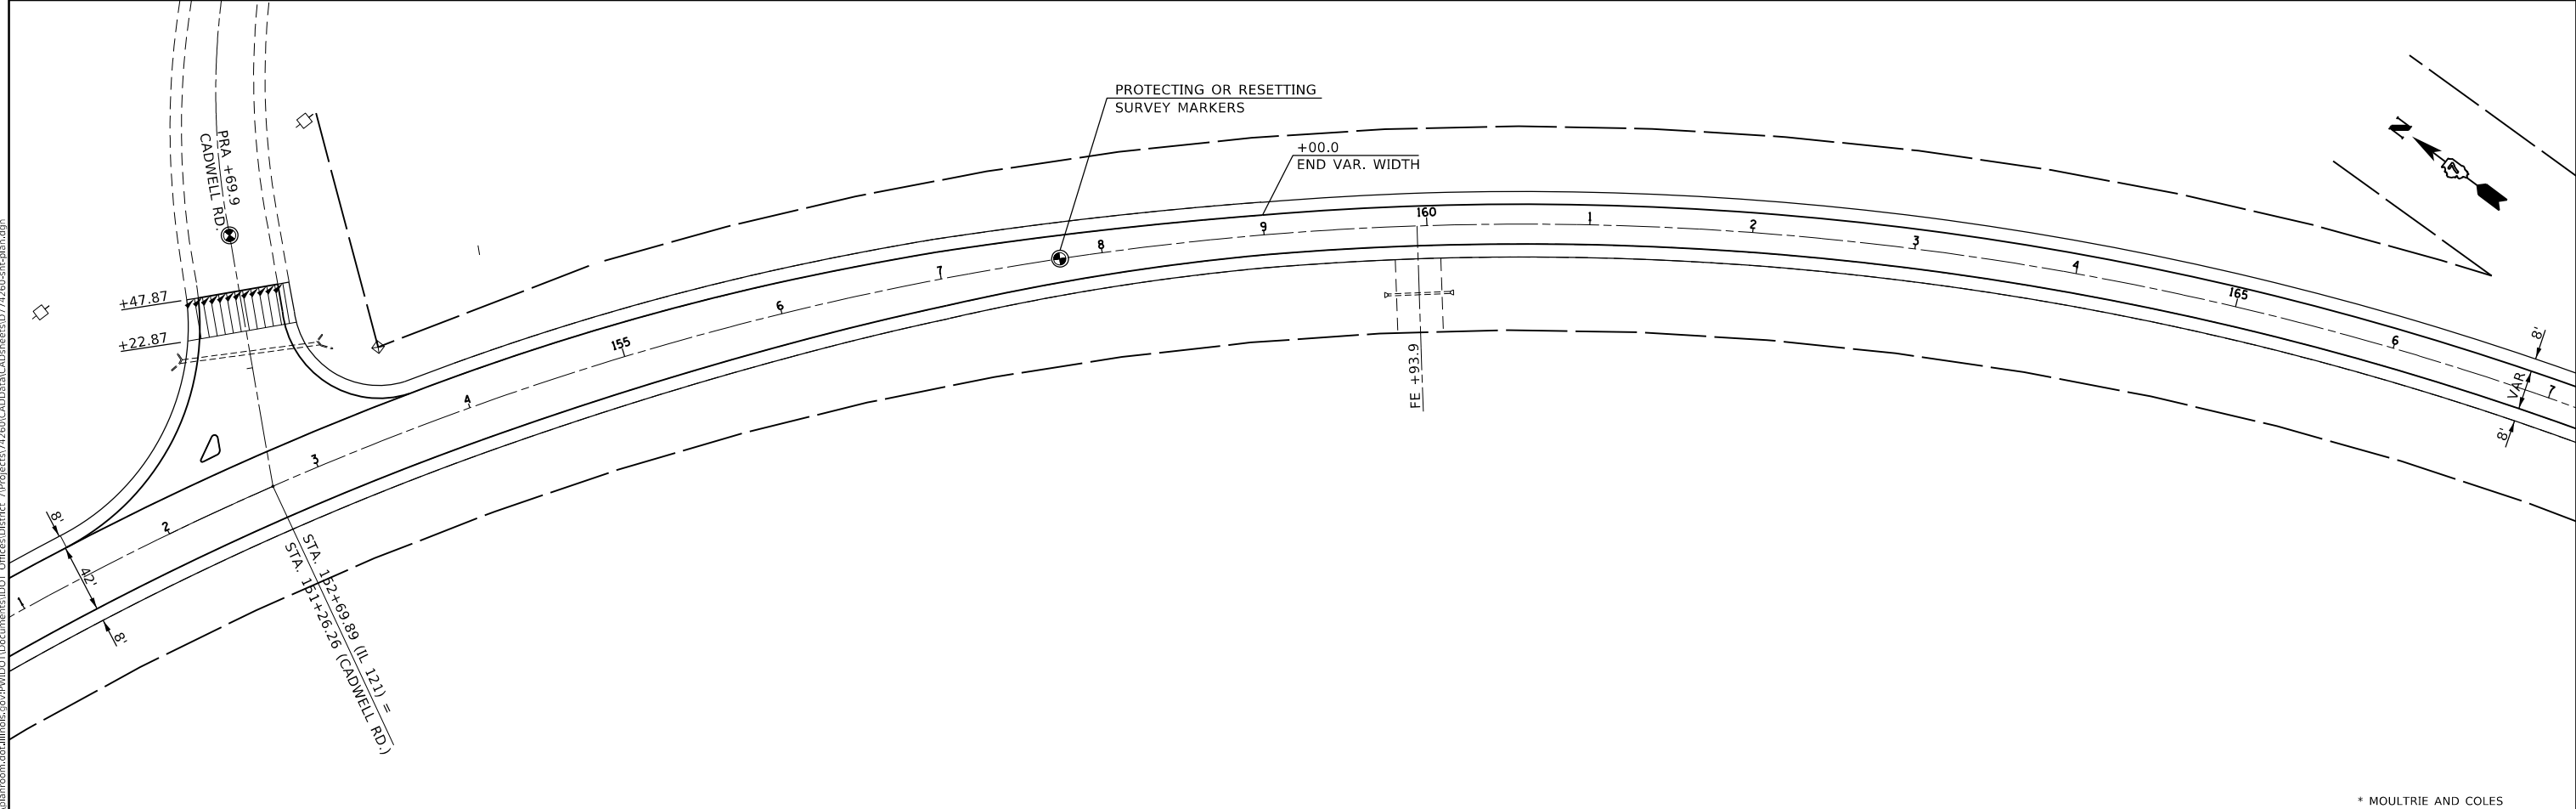 PROTECTING OR RESETTING
SURVEY MARKERS
+00.0
END VAR. WIDTH
N
PRA +69.9
CADWELL RD.
+47.87
+22.87
1
2
3
4
155
6
7
8
9
160
1
2
3
4
165
6
7
FE +93.9
8'
VAR
8'
8'
42'
8'
STA. 152+69.89 (IL 121) =
STA. 151+26.26 (CADWELL RD.)
* MOULTRIE AND COLES